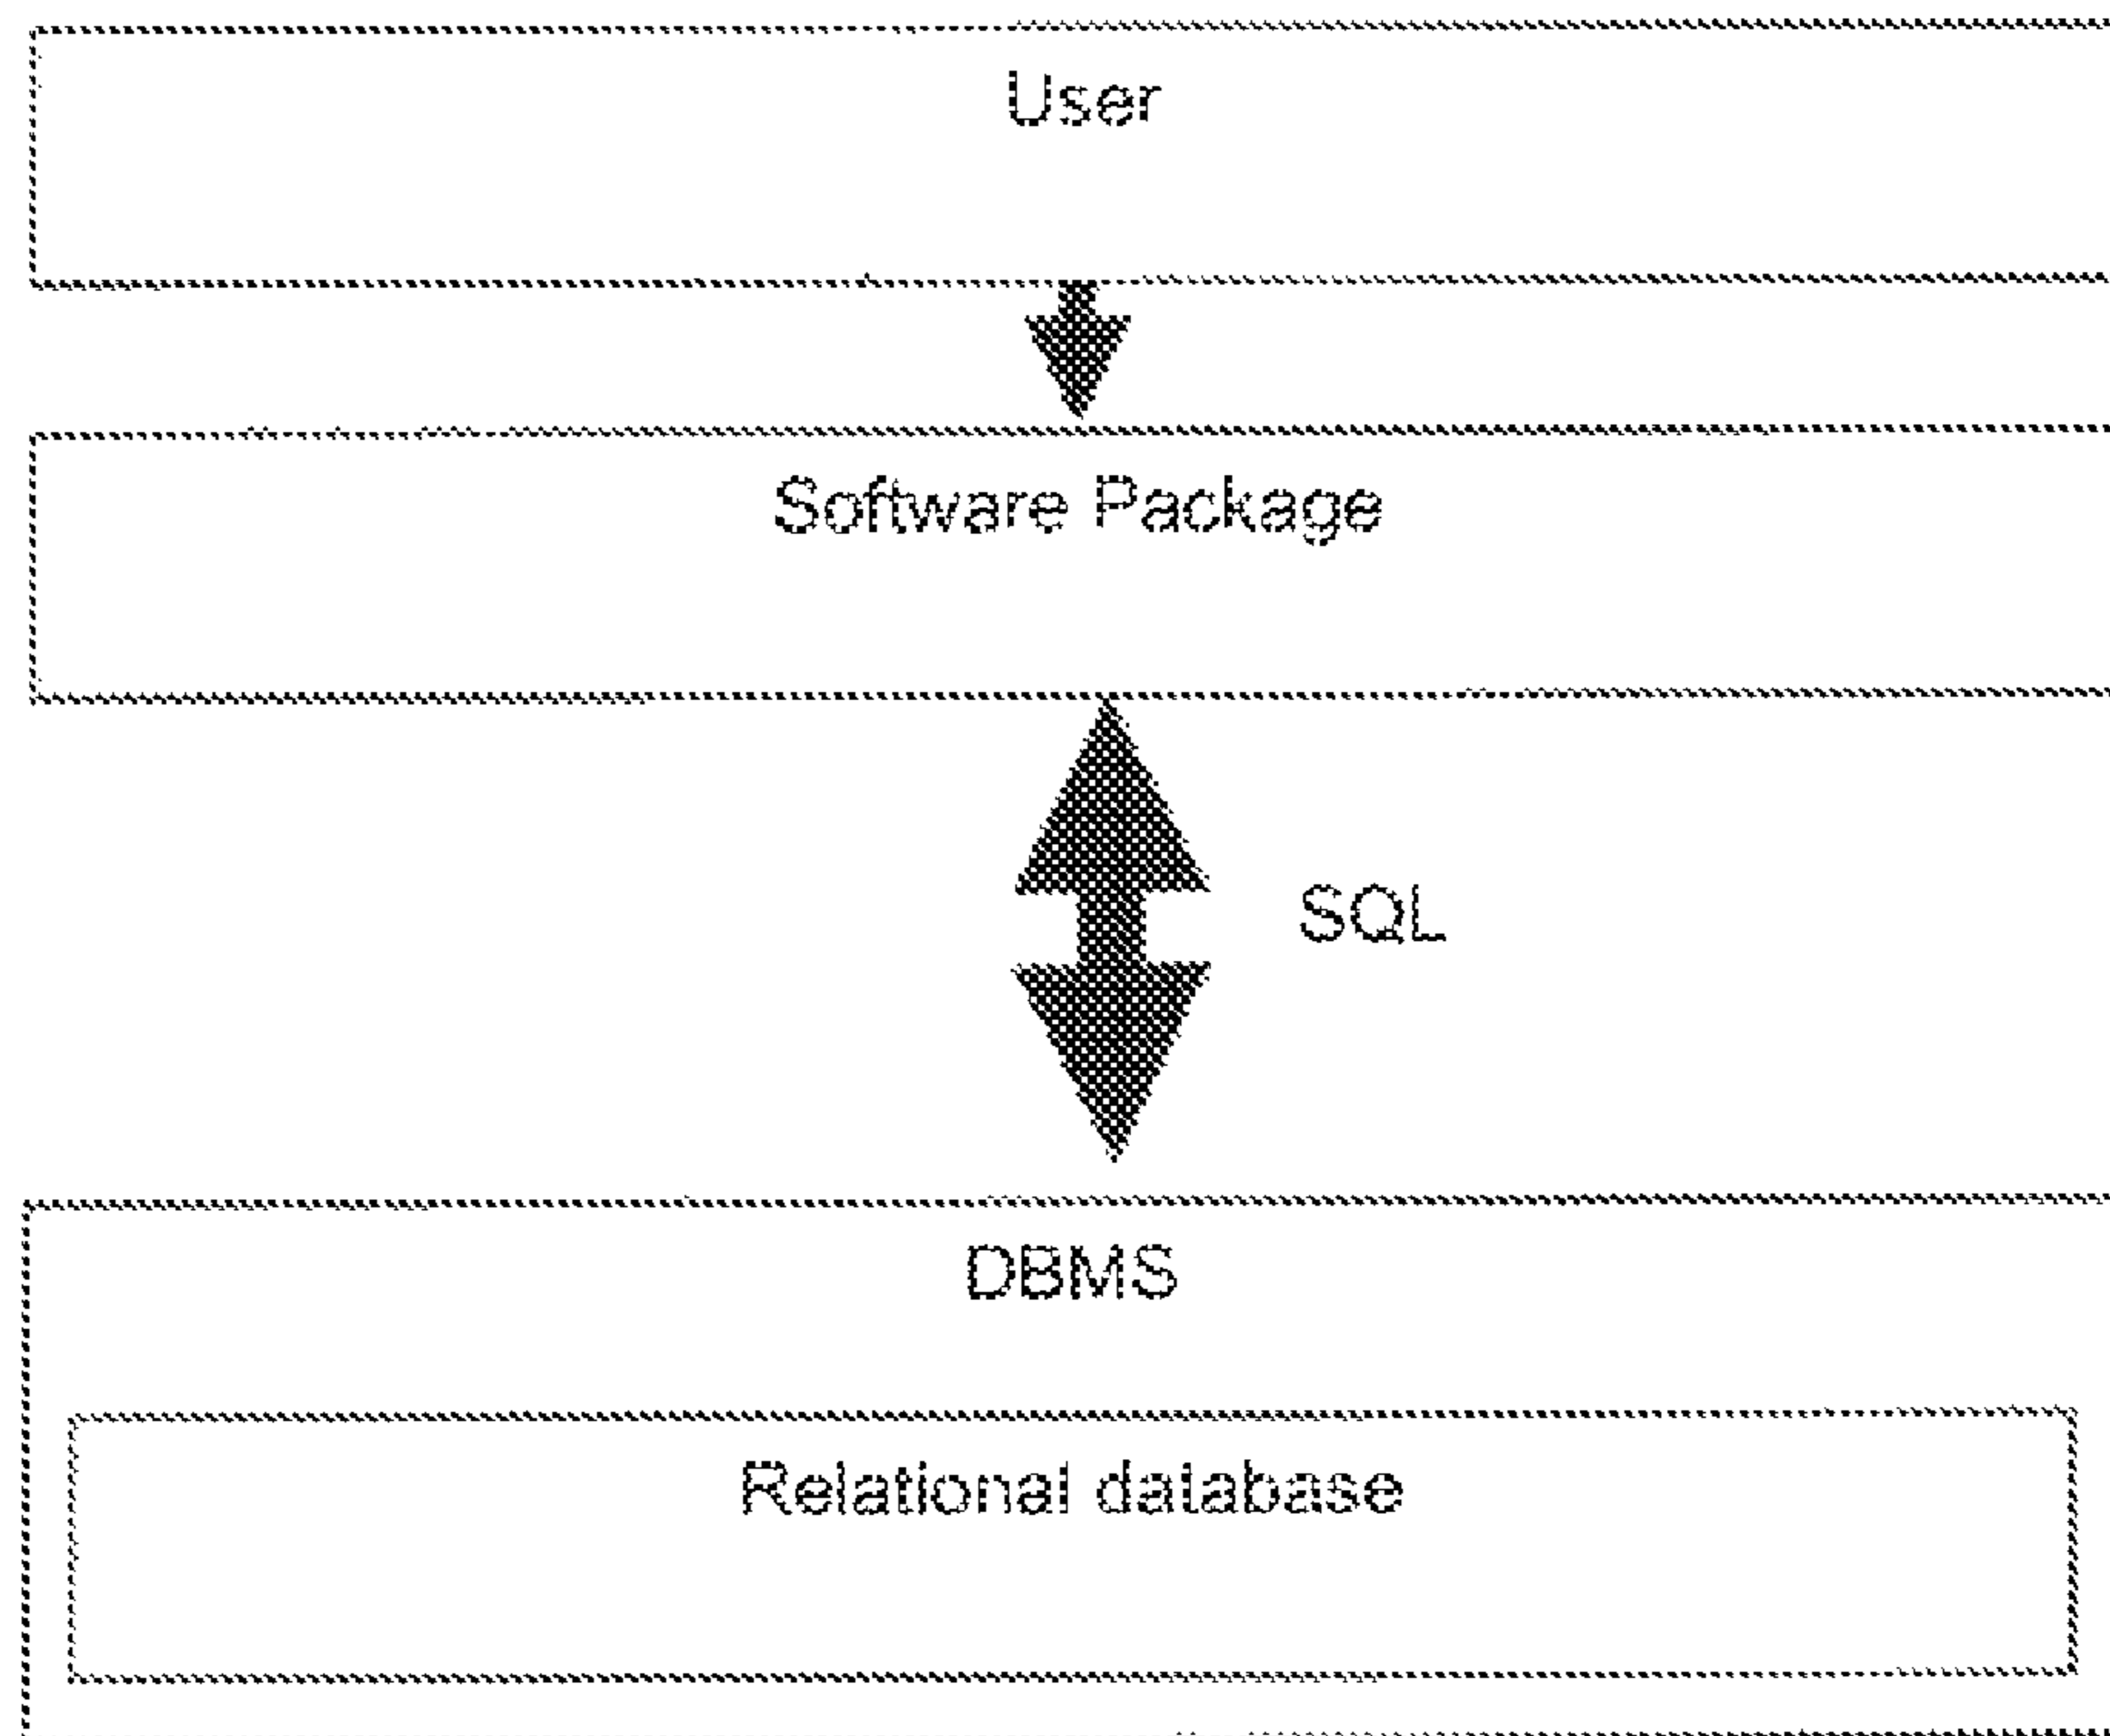 User
Software Package
SQL
DBMS
Relational database